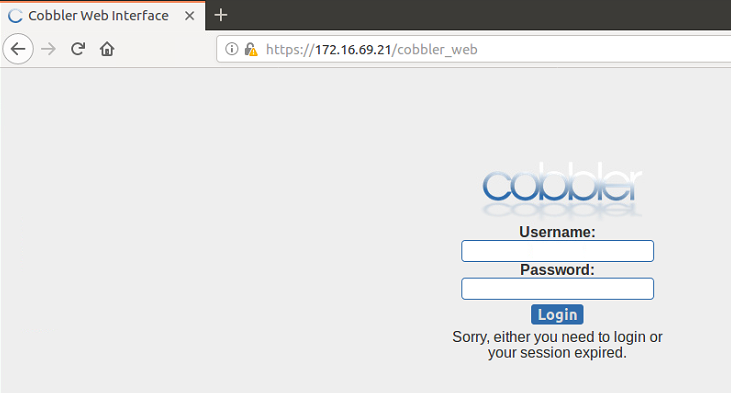 Cobbler Web Interface
https://172.16.69.21/cobbler_web
cobbler
Username:
Password:
Login
Sorry, either you need to login or
your session expired.